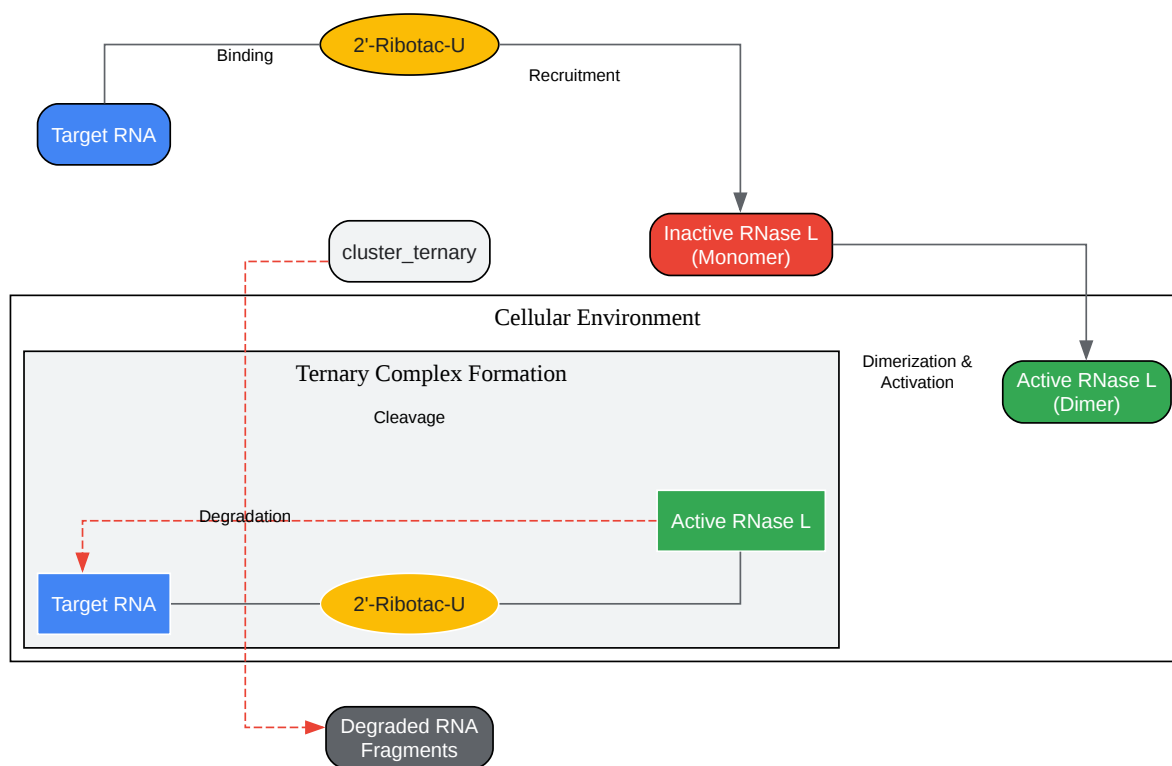 2'-Ribotac-U
Binding
Recruitment
Target RNA
Inactive RNase L
(Monomer)
cluster_ternary
Cellular Environment
Ternary Complex Formation
Dimerization &
Activation
Active RNase L
(Dimer)
Cleavage
Degradation
Active RNase L
Target RNA
2'-Ribotac-U
Degraded RNA
Fragments